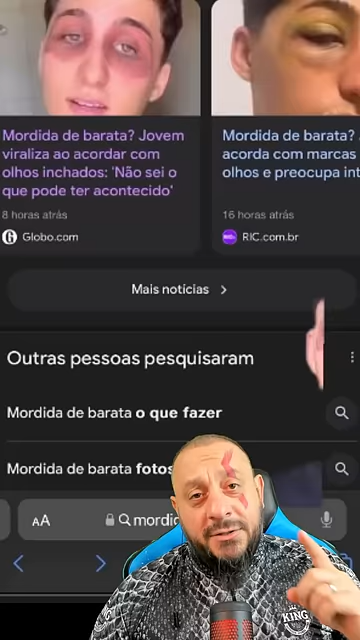 Mordida de barata? Jovem
viraliza ao acordar com
olhos inchados: 'Não sei o
que pode ter acontecido'
8 horas atrás
Globo.com
Mordida de barata?
acorda com marcas
olhos e preocupa
16 horas atrás
RIC.com.br
Mais notícias
Outras pessoas pesquisaram
Mordida de barata o que fazer
Mordida de barata fotos
AA
KING